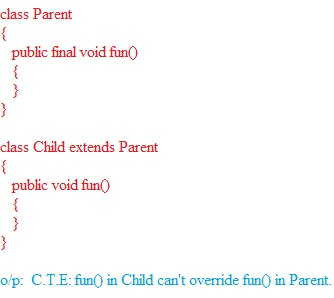 class Parent
{
public final void fun()
{
}
}
class Child extends Parent
{
public void fun()
{
}
}
o/p: C.T.E: fun() in Child can't override fun() in Parent.